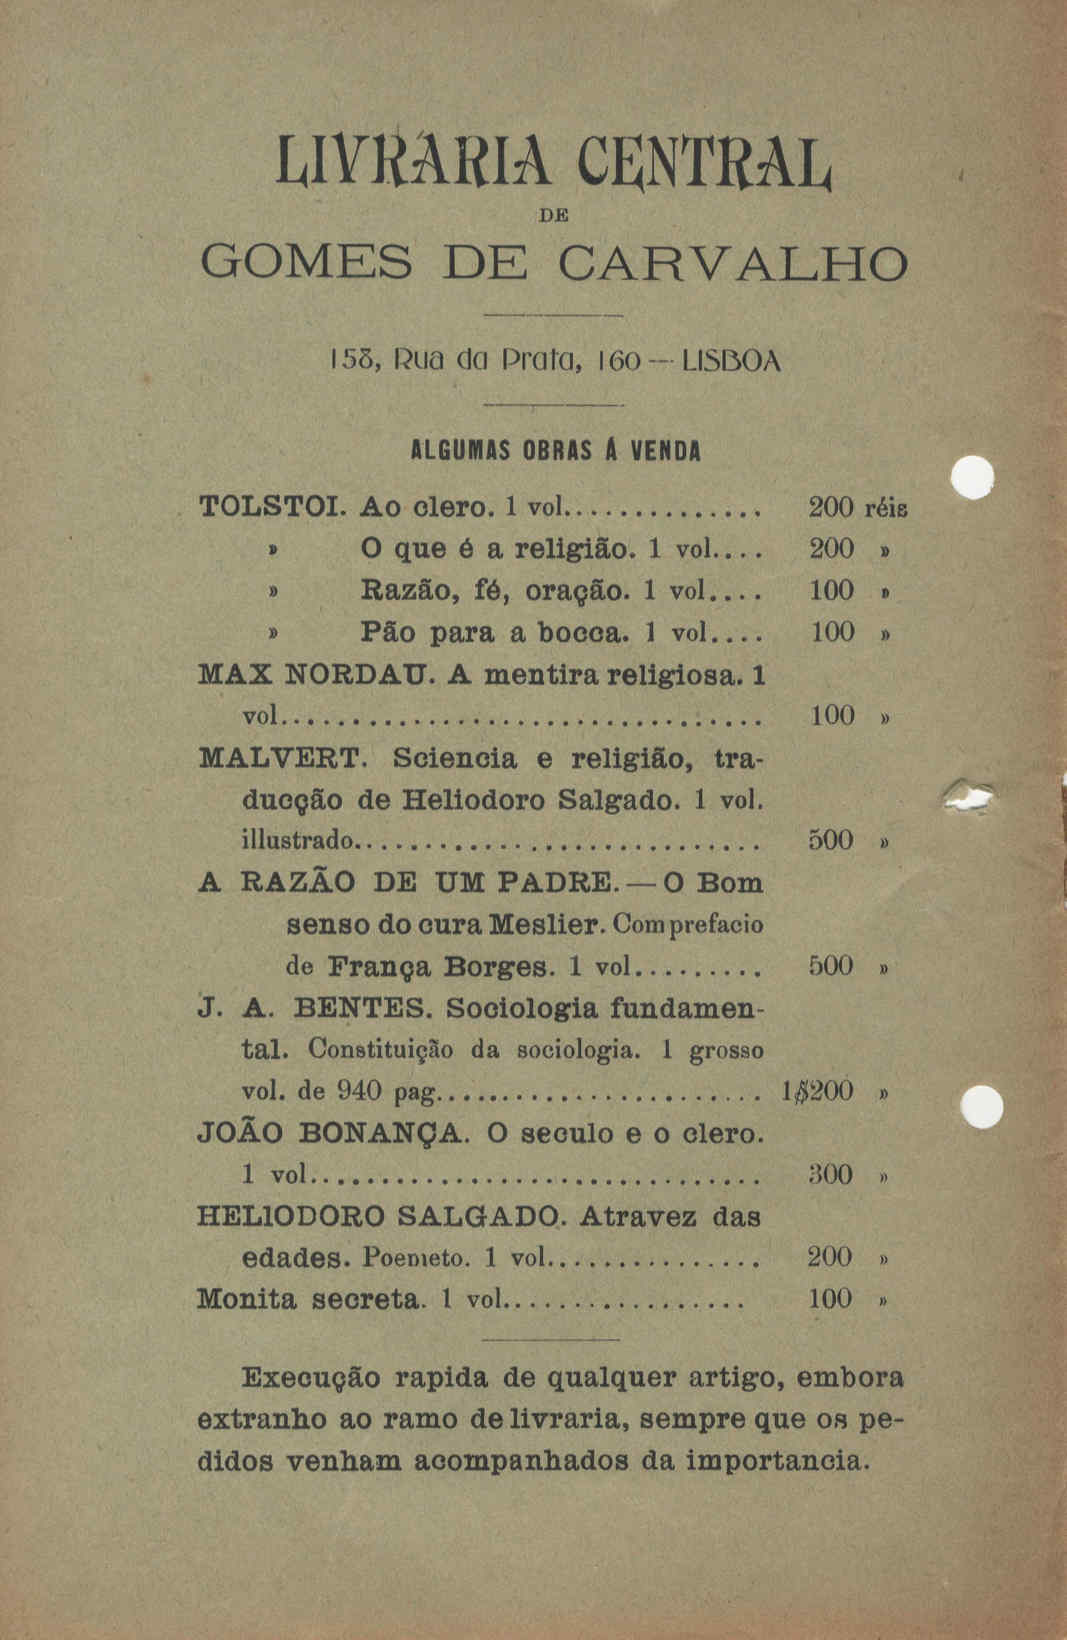 LIVRARIA CENTRAL
DE
GOMES DE CARVALHO
158, Rua da Prata, 160 — LISBOA
ALGUMAS OBRAS Á VENDA
TOLSTOI. Ao clero. 1 vol.............. 200 réis
» O que é a religião. 1 vol.... 200 »
» Razão, fé, oração. 1 vol.... 100 »
» Pão para a bocca. 1 vol.... 100 »
MAX NORDAU. A mentira religiosa. 1
vol................................. 100 »
MALVERT. Sciencia e religião, tra-
ducção de Heliodoro Salgado. 1 vol.
illustrado............................ 500 »
A RAZÃO DE UM PADRE. — O Bom
senso do cura Meslier. Com prefacio
de França Borges. 1 vol......... 500 »
J. A. BENTES. Sociologia fundamen-
tal. Constituição da sociologia. 1 grosso
vol. de 940 pag....................... 1$200 »
JOÃO BONANÇA. O seculo e o clero.
1 vol............................... 300 »
HEL1ODORO SALGADO. Atravez das
edades. Poemeto. 1 vol............... 200 »
Monita secreta. 1 vol................. 100 »
Execução rapida de qualquer artigo, embora
extranho ao ramo de livraria, sempre que os pe-
didos venham acompanhados da importancia.